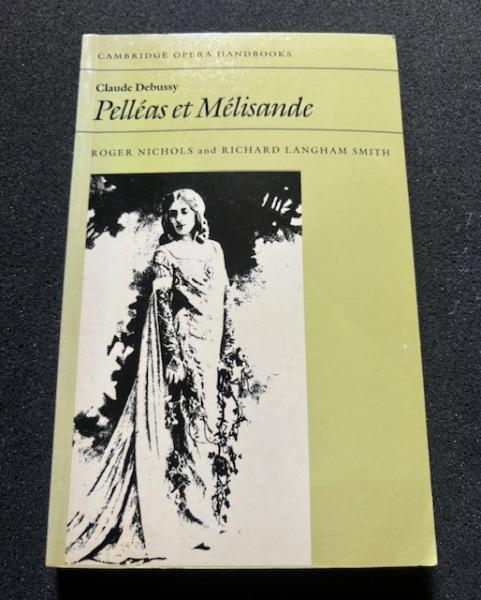 CAMBRIDGE OPERA HANDBOOKS
Claude Debussy
Pelléas et Mélisande
ROGER NICHOLS and RICHARD LANGHAM SMITH